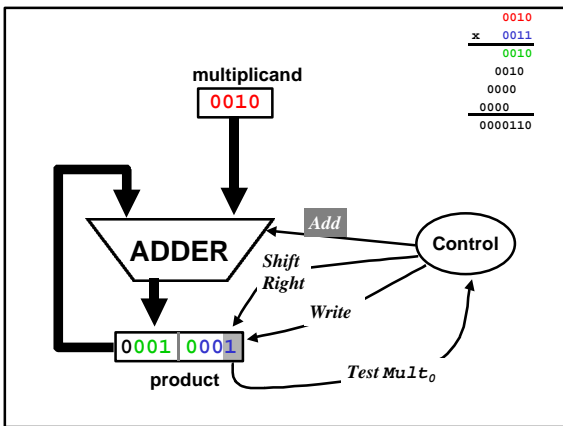 0010
x 0011
0010
0010
0000
0000
0000110
multiplicand
0010
ADDER
Add
Control
Shift
Right
Write
0001 0001
product
Test Mult₀